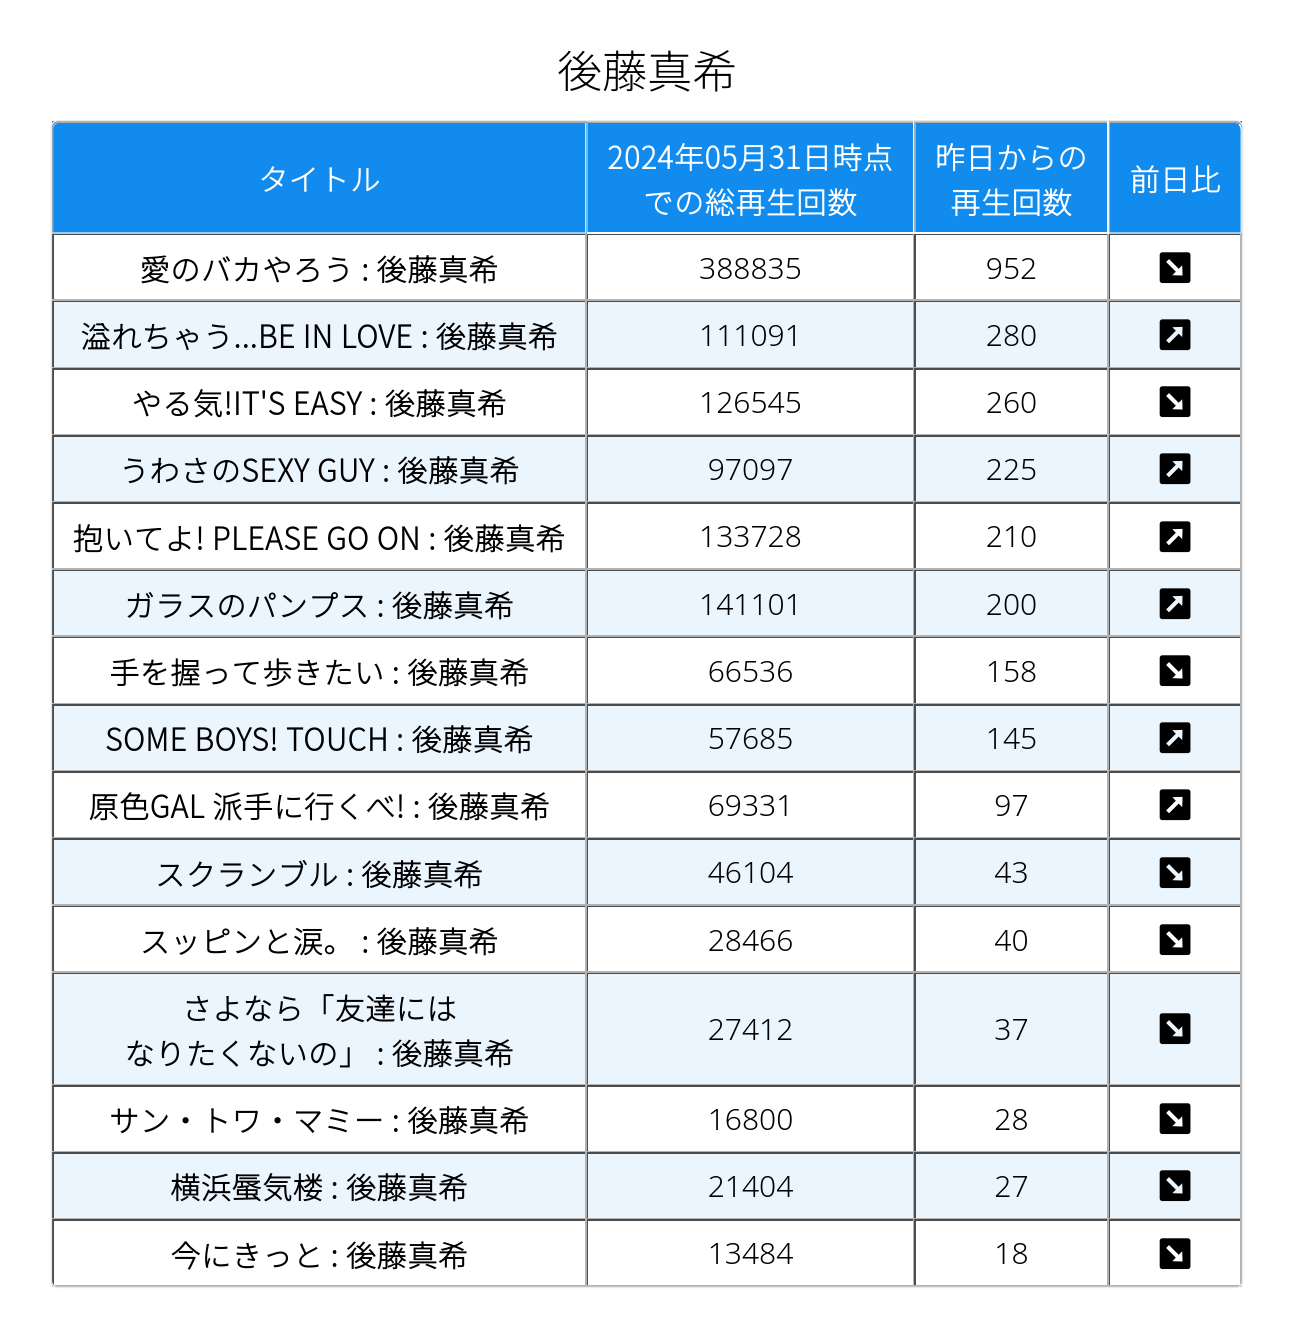 後藤真希
タイトル
2024年05月31日時点
での総再生回数
昨日からの
再生回数
前日比
愛のバカやろう : 後藤真希 388835 952 ↘
溢れちゃう...BE IN LOVE : 後藤真希 111091 280 ↗
やる気!IT'S EASY : 後藤真希 126545 260 ↘
うわさのSEXY GUY : 後藤真希 97097 225 ↗
抱いてよ! PLEASE GO ON : 後藤真希 133728 210 ↗
ガラスのパンプス : 後藤真希 141101 200 ↗
手を握って歩きたい : 後藤真希 66536 158 ↘
SOME BOYS! TOUCH : 後藤真希 57685 145 ↗
原色GAL 派手に行くべ! : 後藤真希 69331 97 ↗
スクランブル : 後藤真希 46104 43 ↘
スッピンと涙。 : 後藤真希 28466 40 ↘
さよなら「友達には
なりたくないの」 : 後藤真希 27412 37 ↘
サン・トワ・マミー : 後藤真希 16800 28 ↘
横浜蜃気楼 : 後藤真希 21404 27 ↘
今にきっと : 後藤真希 13484 18 ↘